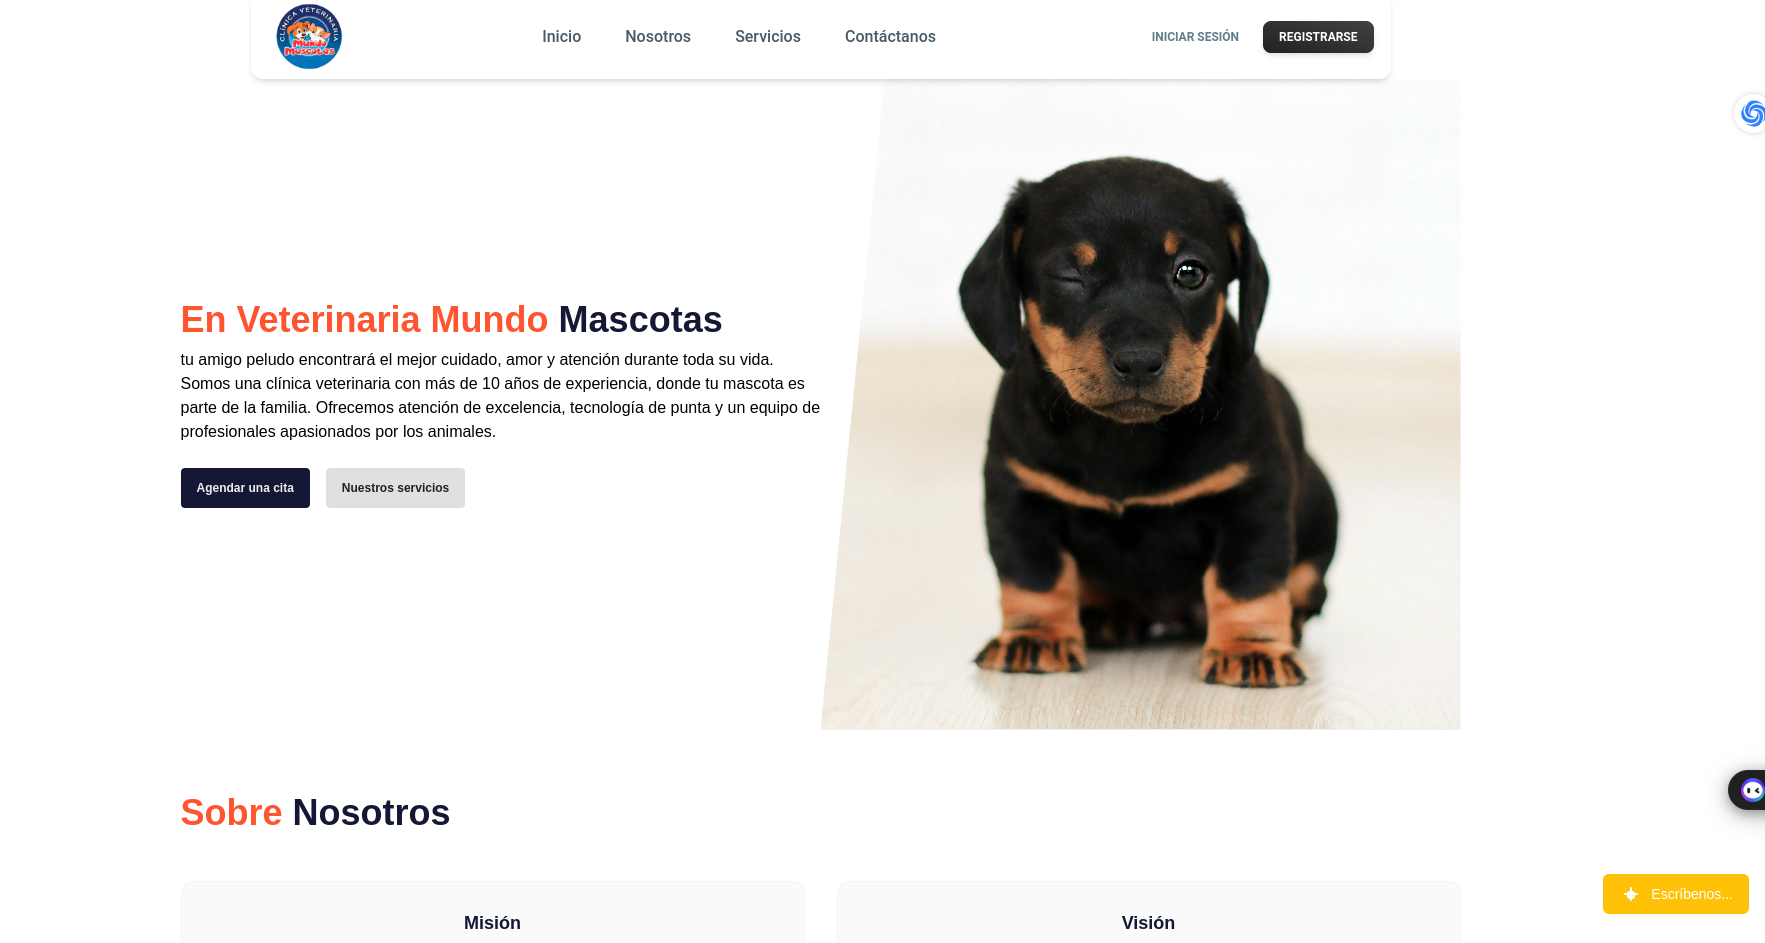 CLÍNICA VETERINARIA
Mundo
Mascotas
Inicio
Nosotros
Servicios
Contáctanos
INICIAR SESIÓN
REGISTRARSE
En Veterinaria Mundo Mascotas
tu amigo peludo encontrará el mejor cuidado, amor y atención durante toda su vida.
Somos una clínica veterinaria con más de 10 años de experiencia, donde tu mascota es
parte de la familia. Ofrecemos atención de excelencia, tecnología de punta y un equipo de
profesionales apasionados por los animales.
Agendar una cita
Nuestros servicios
Sobre Nosotros
Misión
Visión
Escríbenos...